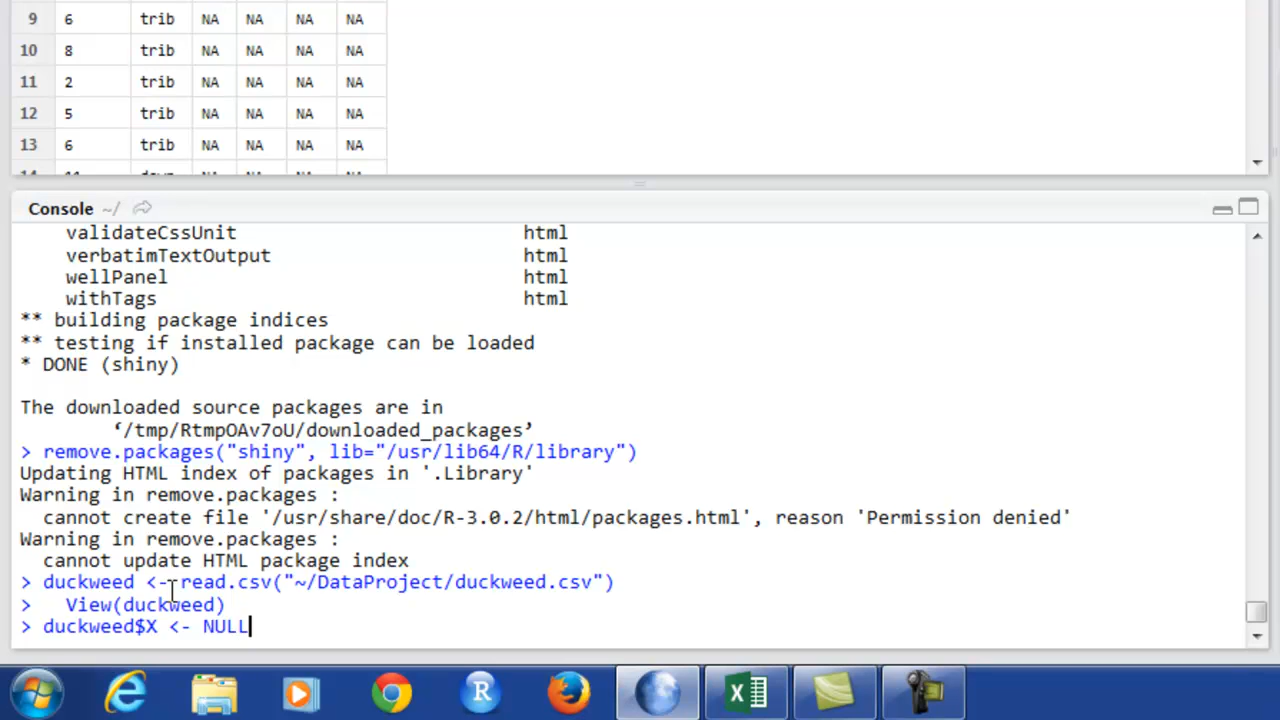 9 6 trib NA NA NA NA
10 8 trib NA NA NA NA
11 2 trib NA NA NA NA
12 5 trib NA NA NA NA
13 6 trib NA NA NA NA
Console ~/
validateCssUnit html
verbatimTextOutput html
wellPanel html
withTags html
** building package indices
** testing if installed package can be loaded
* DONE (shiny)
The downloaded source packages are in
‘/tmp/RtmpOAv7oU/downloaded_packages’
> remove.packages("shiny", lib="/usr/lib64/R/library")
Updating HTML index of packages in '.Library'
Warning in remove.packages :
cannot create file '/usr/share/doc/R-3.0.2/html/packages.html', reason 'Permission denied'
Warning in remove.packages :
cannot update HTML package index
> duckweed <- read.csv("~/DataProject/duckweed.csv")
> View(duckweed)
> duckweed$X <- NULL